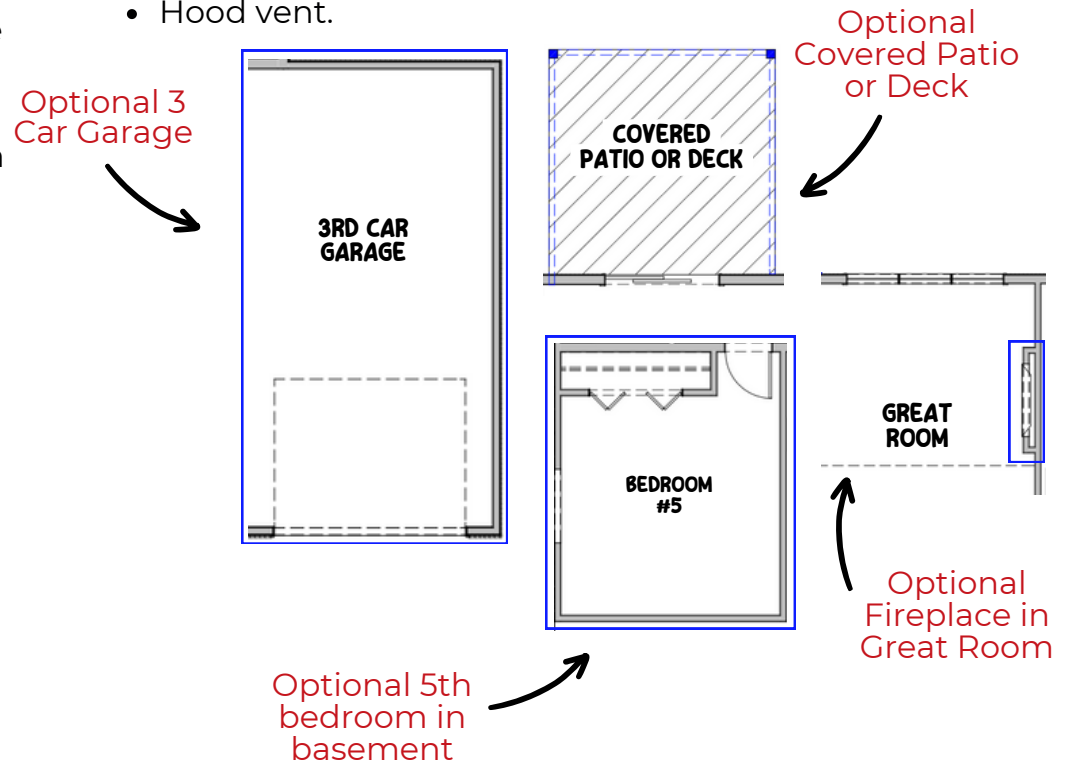 • Hood vent.
Optional
Covered Patio
or Deck
Optional 3
Car Garage
COVERED
PATIO OR DECK
3RD CAR
GARAGE
GREAT
ROOM
BEDROOM
#5
Optional
Fireplace in
Great Room
Optional 5th
bedroom in
basement